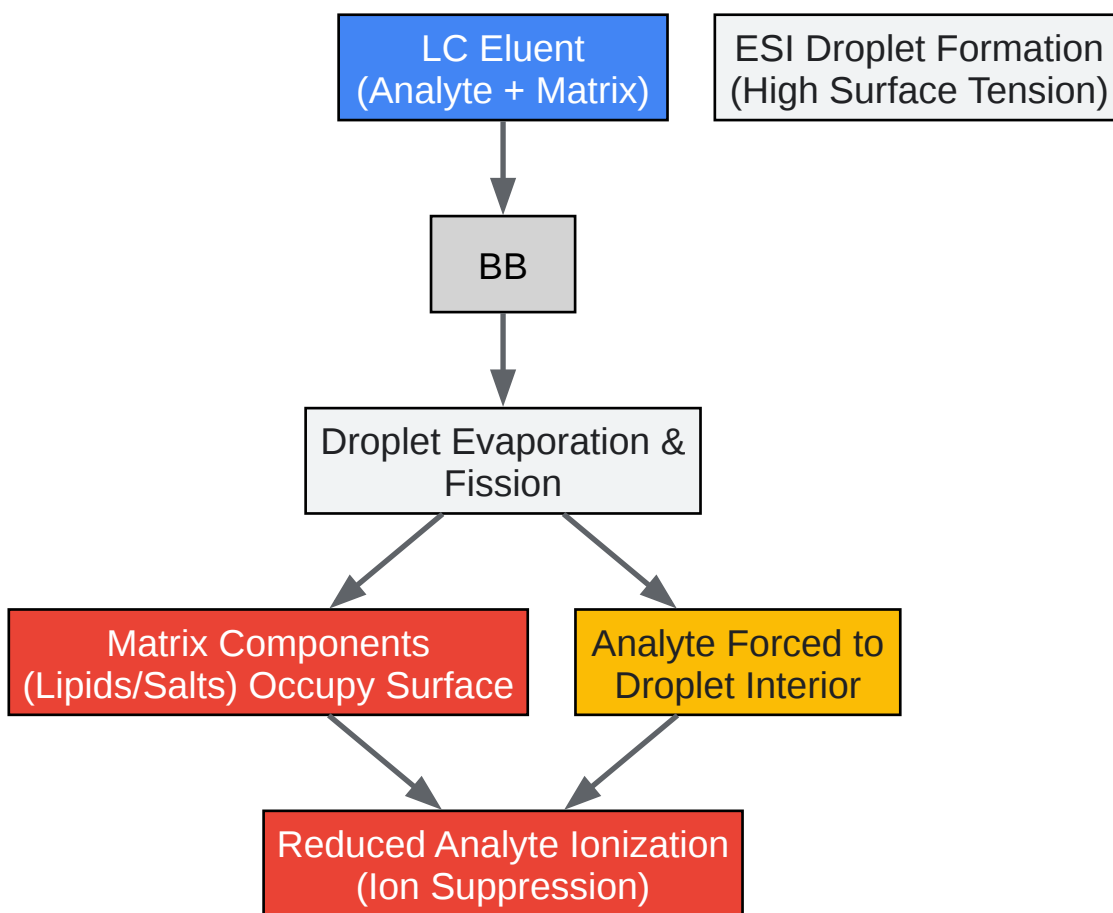 LC Eluent
(Analyte + Matrix)
ESI Droplet Formation
(High Surface Tension)
BB
Droplet Evaporation &
Fission
Matrix Components
(Lipids/Salts) Occupy Surface
Analyte Forced to
Droplet Interior
Reduced Analyte Ionization
(Ion Suppression)